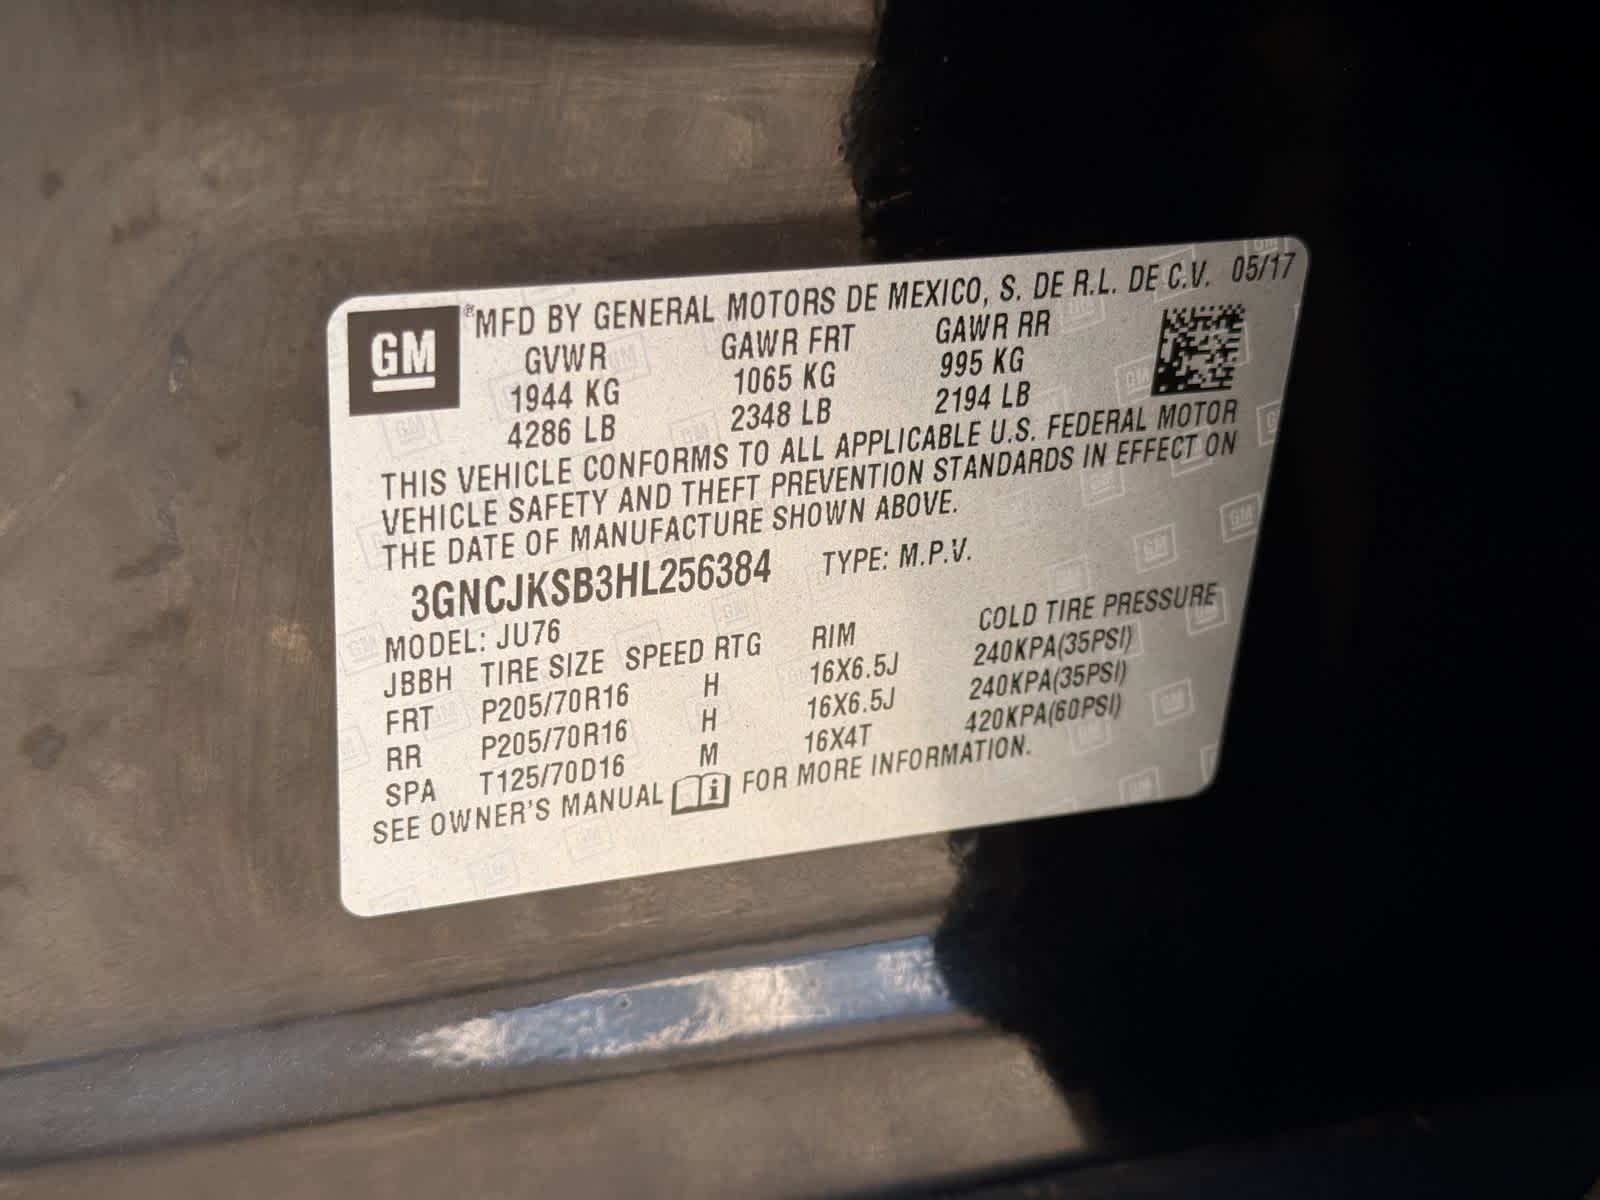 GM
® MFD BY GENERAL MOTORS DE MEXICO, S. DE R.L. DE C.V. 05/17
GVWR GAWR FRT GAWR RR
1944 KG 1065 KG 995 KG
4286 LB 2348 LB 2194 LB
THIS VEHICLE CONFORMS TO ALL APPLICABLE U.S. FEDERAL MOTOR
VEHICLE SAFETY AND THEFT PREVENTION STANDARDS IN EFFECT ON
THE DATE OF MANUFACTURE SHOWN ABOVE.
3GNCJKSB3HL256384 TYPE: M.P.V.
MODEL: JU76
JBBH TIRE SIZE SPEED RTG RIM COLD TIRE PRESSURE
FRT P205/70R16 H 16X6.5J 240KPA(35PSI)
RR P205/70R16 H 16X6.5J 240KPA(35PSI)
SPA T125/70D16 M 16X4T 420KPA(60PSI)
SEE OWNER'S MANUAL i FOR MORE INFORMATION.